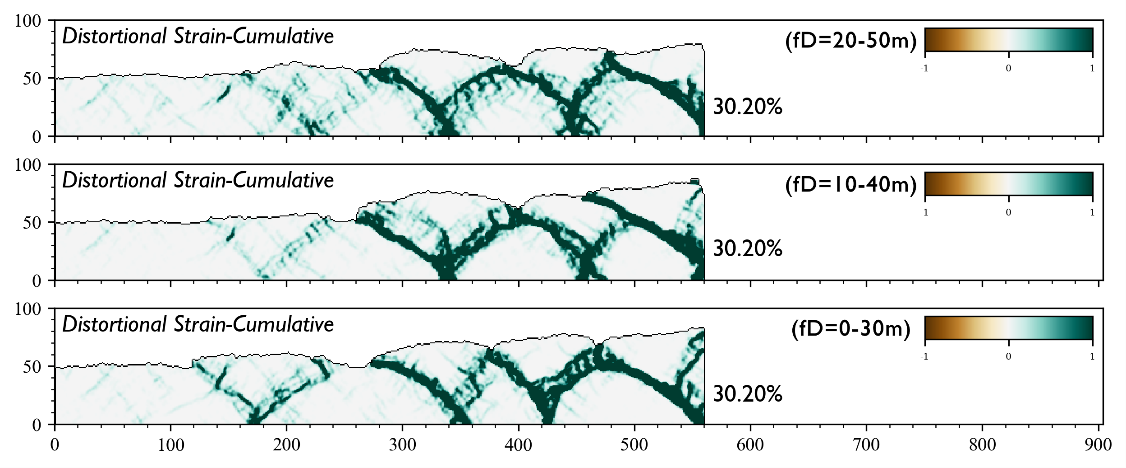 100
Distortional Strain-Cumulative
(fD=20-50m)
-1 0 1
50
30.20%
0
100
Distortional Strain-Cumulative
(fD=10-40m)
-1 0 1
50
30.20%
0
100
Distortional Strain-Cumulative
(fD=0-30m)
-1 0 1
50
30.20%
0
0 100 200 300 400 500 600 700 800 900